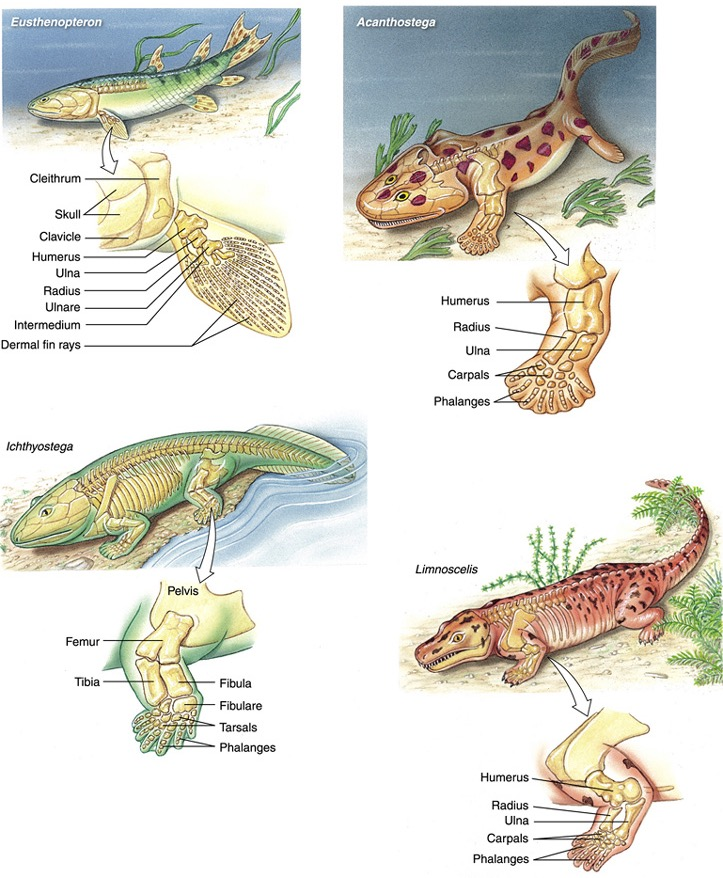 Eusthenopteron
Cleithrum
Skull
Clavicle
Humerus
Ulna
Radius
Ulnare
Intermedium
Dermal fin rays
Acanthostega
Humerus
Radius
Ulna
Carpals
Phalanges
Ichthyostega
Pelvis
Femur
Tibia
Fibula
Fibulare
Tarsals
Phalanges
Limnoscelis
Humerus
Radius
Ulna
Carpals
Phalanges